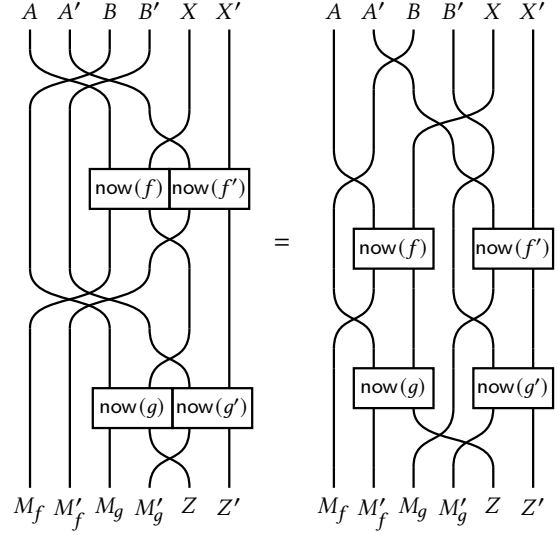 A A′ B B′ X X′ A A′ B B′ X X′
now(f) now(f′)
now(f) now(f′)
=
now(g) now(g′)
now(g) now(g′)
M_f M′_f M_g M′_g Z Z′ M_f M′_f M_g M′_g Z Z′